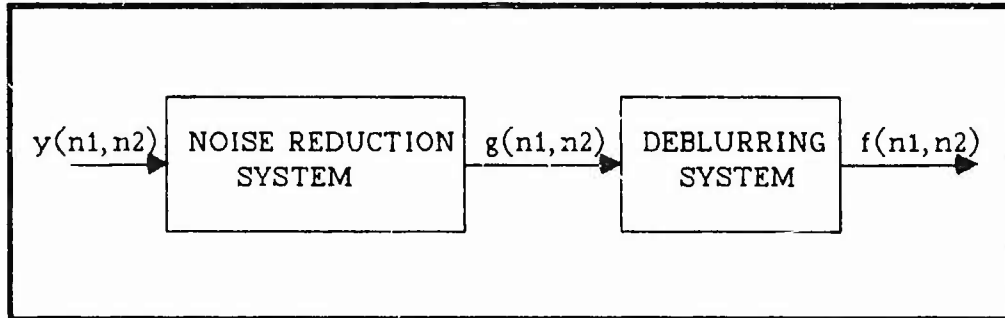 y(n1,n2)
NOISE REDUCTION
SYSTEM
g(n1,n2)
DEBLURRING
SYSTEM
f(n1,n2)